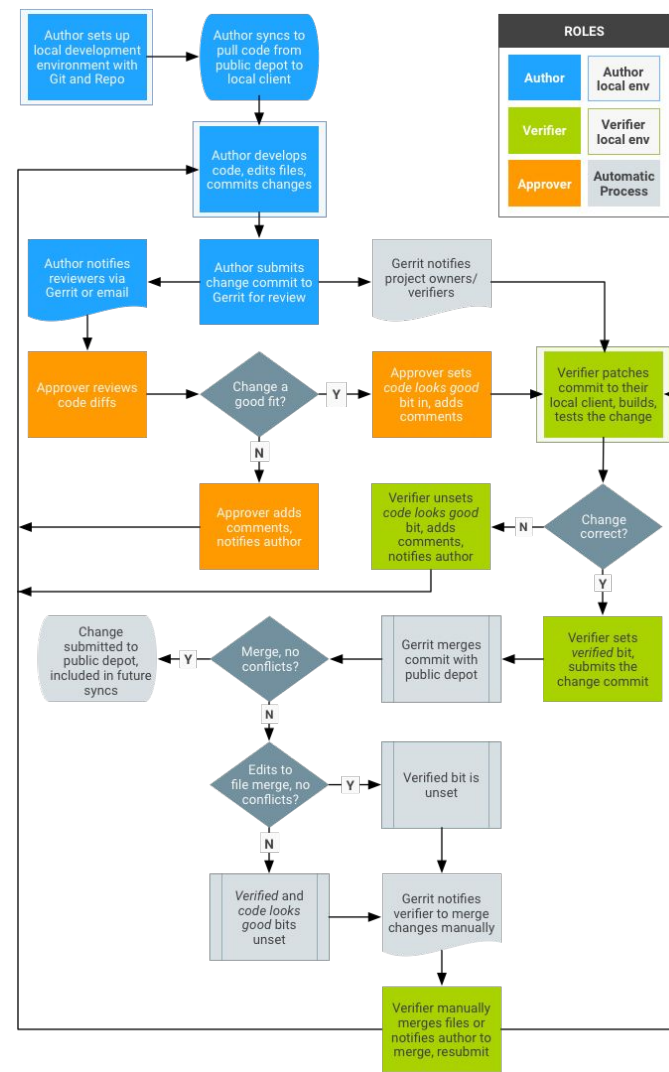 Author sets up
local development
environment with
Git and Repo
Author syncs to
pull code from
public depot to
local client
ROLES
Author
Author
local env
Verifier
Verifier
local env
Approver
Automatic
Process
Author develops
code, edits files,
commits changes
Author notifies
reviewers via
Gerrit or email
Author submits
change commit to
Gerrit for review
Gerrit notifies
project owners/
verifiers
Approver reviews
code diffs
Change a
good fit?
Y
Approver sets
code looks good
bit in, adds
comments
Verifier patches
commit to their
local client, builds,
tests the change
N
Approver adds
comments,
notifies author
Verifier unsets
code looks good
bit, adds
comments,
notifies author
N
Change
correct?
Y
Change
submitted to
public depot,
included in future
syncs
Y
Merge, no
conflicts?
Gerrit merges
commit with
public depot
Verifier sets
verified bit,
submits the
change commit
N
Edits to
file merge, no
conflicts?
Y
Verified bit is
unset
N
Verified and
code looks
good bits
unset
Gerrit notifies
verifier to merge
changes manually
Verifier manually
merges files or
notifies author to
merge, resubmit